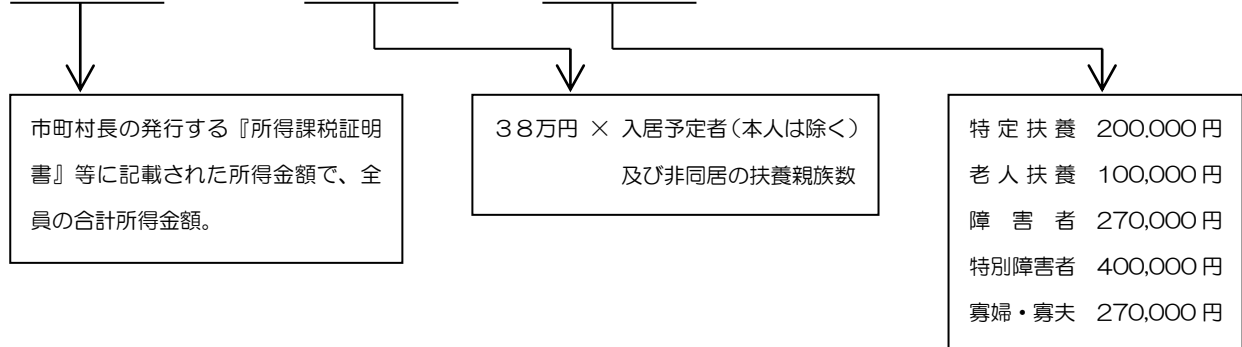 市町村長の発行する『所得課税証明
書』等に記載された所得金額で、全
員の合計所得金額。
３８万円 × 入居予定者（本人は除く）
及び非同居の扶養親族数
特 定 扶 養 200,000 円
老 人 扶 養 100,000 円
障 害 者 270,000 円
特別障害者 400,000 円
寡婦・寡夫 270,000 円